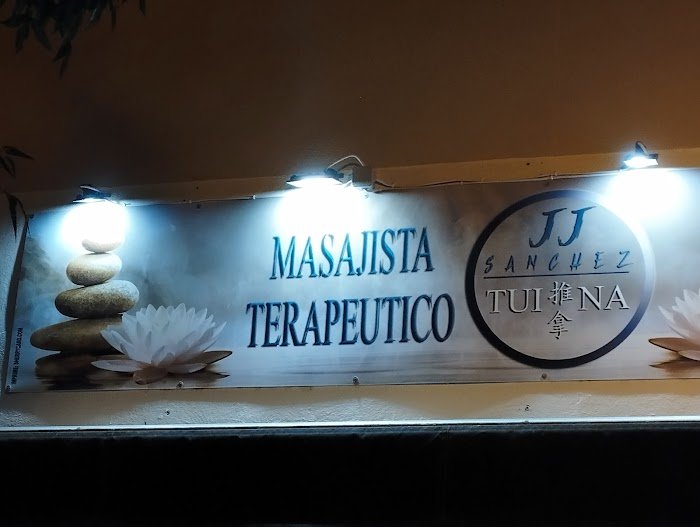 MASAJISTA
TERAPEUTICO
JJ
SANCHEZ
TUI 推拿 NA